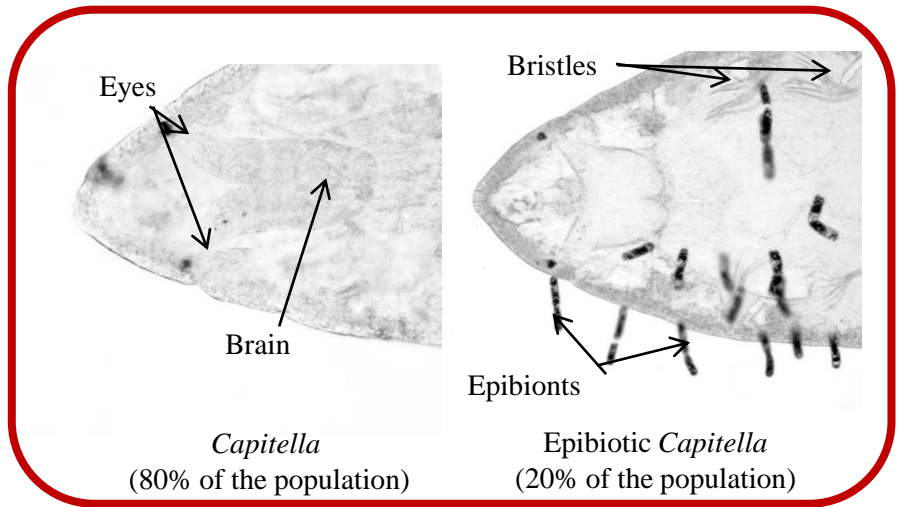 Eyes
Bristles
Brain
Epibionts
Capitella
(80% of the population)
Epibiotic Capitella
(20% of the population)